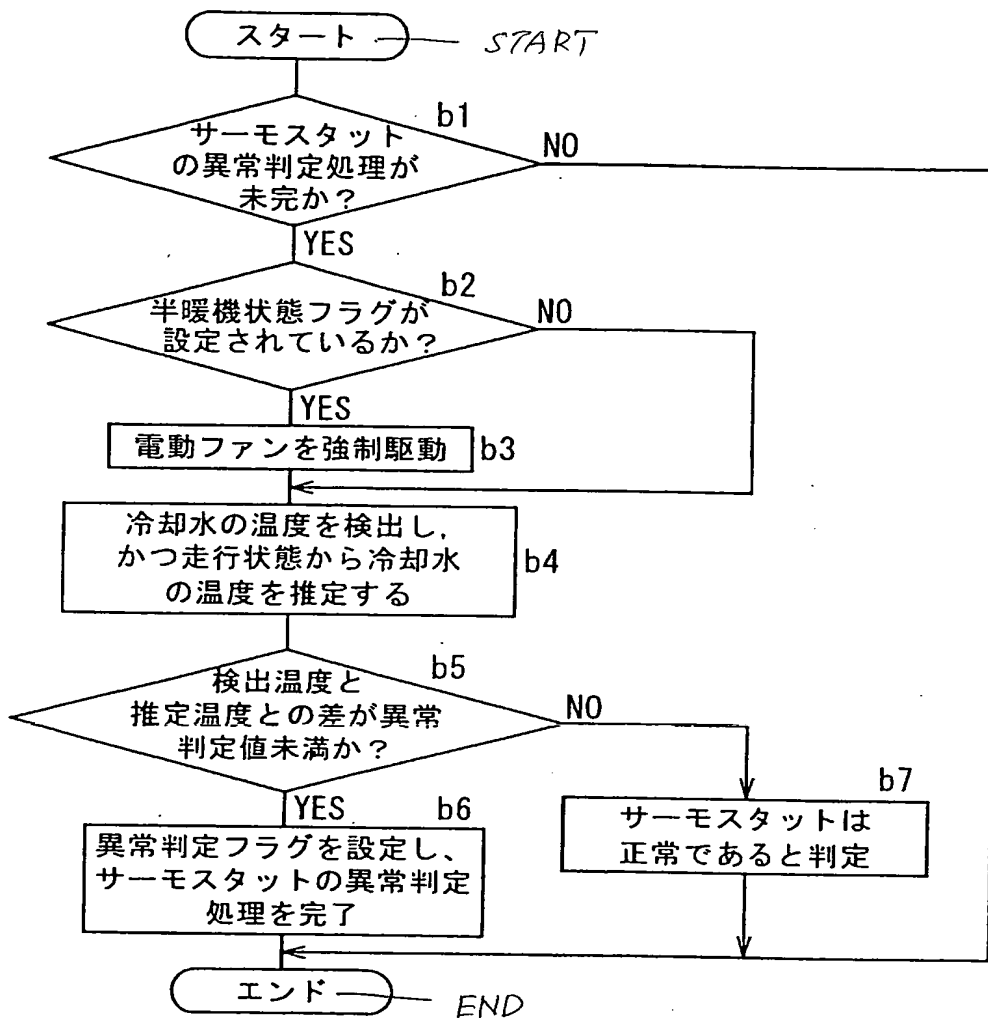 スタート
START
b1
サーモスタット
の異常判定処理が
未完か？
NO
YES
b2
半暖機状態フラグが
設定されているか？
NO
YES
電動ファンを強制駆動
b3
冷却水の温度を検出し，
かつ走行状態から冷却水
の温度を推定する
b4
b5
検出温度と
推定温度との差が異常
判定値未満か？
NO
YES
b6
異常判定フラグを設定し、
サーモスタットの異常判定
処理を完了
b7
サーモスタットは
正常であると判定
エンド
END